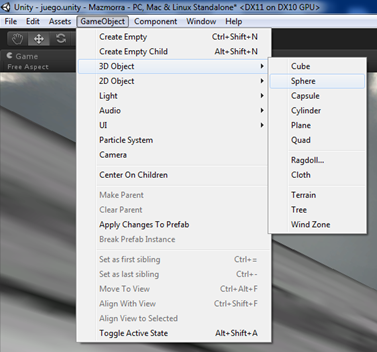 Unity - juego.unity - Mazmorra - PC, Mac & Linux Standalone* <DX11 on DX10 GPU>
File Edit Assets GameObject Component Window Help
Game
Free Aspect
Create Empty Ctrl+Shift+N
Create Empty Child Alt+Shift+N
3D Object
2D Object
Light
Audio
UI
Particle System
Camera
Center On Children
Make Parent
Clear Parent
Apply Changes To Prefab
Break Prefab Instance
Set as first sibling Ctrl+=
Set as last sibling Ctrl+-
Move To View Ctrl+Alt+F
Align With View Ctrl+Shift+F
Align View to Selected
Toggle Active State Alt+Shift+A
Cube
Sphere
Capsule
Cylinder
Plane
Quad
Ragdoll...
Cloth
Terrain
Tree
Wind Zone